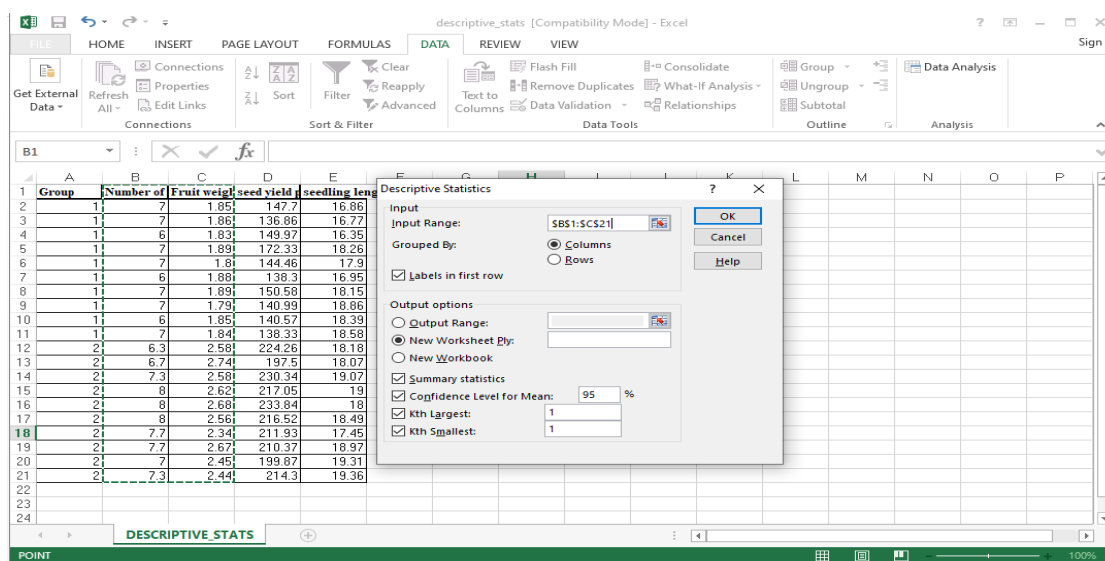 descriptive_stats [Compatibility Mode] - Excel
FILE HOME INSERT PAGE LAYOUT FORMULAS DATA REVIEW VIEW Sign
Get External Data
Refresh All
Connections
Properties
Edit Links
Connections
Sort
Filter
Clear
Reapply
Advanced
Sort & Filter
Text to Columns
Flash Fill
Remove Duplicates
Data Validation
Consolidate
What-If Analysis
Relationships
Data Tools
Group
Ungroup
Subtotal
Outline
Data Analysis
Analysis
B1 fx
A B C D E L M N O P
1 Group Number of Fruit weigl seed yield p seedling leng
2 1 7 1.85 147.7 16.86
3 1 7 1.86 136.86 16.77
4 1 6 1.83 149.97 16.35
5 1 7 1.89 172.33 18.26
6 1 7 1.8 144.46 17.9
7 1 6 1.88 138.3 16.95
8 1 7 1.89 150.58 18.15
9 1 7 1.79 140.99 18.86
10 1 6 1.85 140.57 18.39
11 1 7 1.84 138.33 18.58
12 2 6.3 2.58 224.26 18.18
13 2 6.7 2.74 197.5 18.07
14 2 7.3 2.58 230.34 19.07
15 2 8 2.62 217.05 19
16 2 8 2.68 233.84 18
17 2 8 2.56 216.52 18.49
18 2 7.7 2.34 211.93 17.45
19 2 7.7 2.67 210.37 18.97
20 2 7 2.45 199.87 19.31
21 2 7.3 2.44 214.3 19.36
22
23
24
Descriptive Statistics ?
Input
Input Range: $B$1:$C$21
Grouped By: Columns
Rows
Labels in first row
OK
Cancel
Help
Output options
Output Range:
New Worksheet Ply:
New Workbook
Summary statistics
Confidence Level for Mean: 95 %
Kth Largest: 1
Kth Smallest: 1
DESCRIPTIVE_STATS
POINT 100%